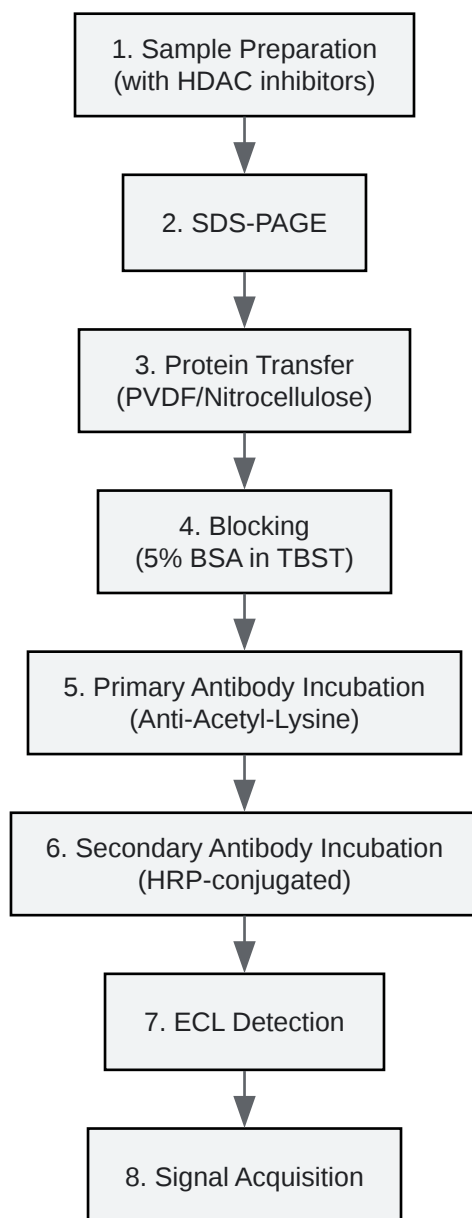 1. Sample Preparation
(with HDAC inhibitors)
2. SDS-PAGE
3. Protein Transfer
(PVDF/Nitrocellulose)
4. Blocking
(5% BSA in TBST)
5. Primary Antibody Incubation
(Anti-Acetyl-Lysine)
6. Secondary Antibody Incubation
(HRP-conjugated)
7. ECL Detection
8. Signal Acquisition